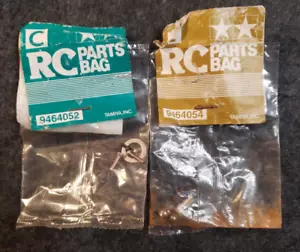 C
RC PARTS
BAG
9464052
TAMIYA, INC.
RC PARTS
BAG
9464054
TAMIYA, INC.